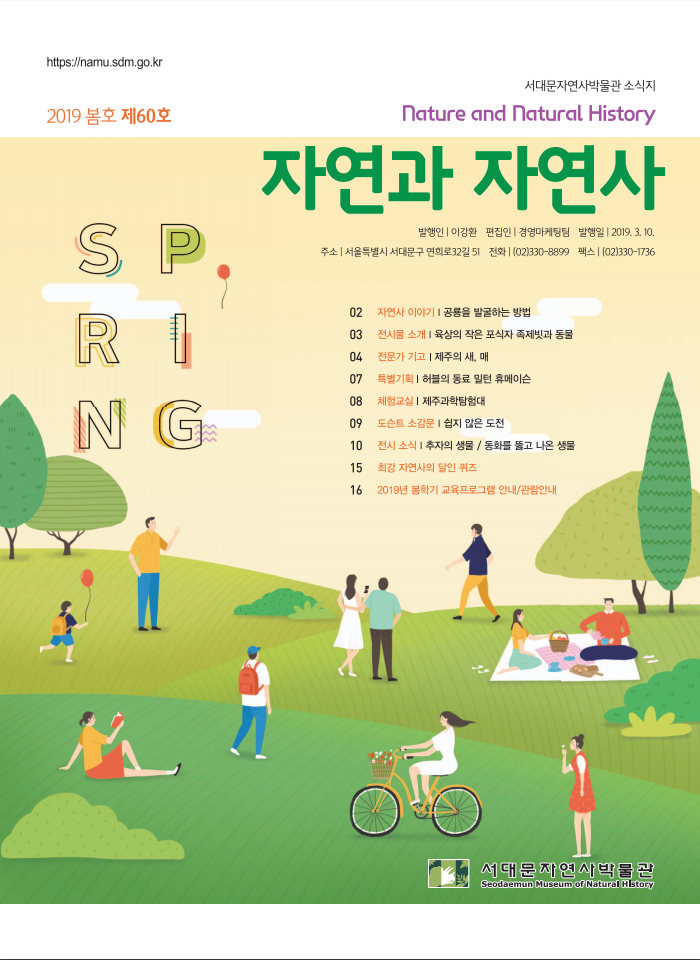 https://namu.sdm.go.kr
서대문자연사박물관 소식지
2019 봄호 제60호
Nature and Natural History
자연과 자연사
발행인 | 이강환 편집인 | 경영마케팅팀 발행일 | 2019. 3. 10.
주소 | 서울특별시 서대문구 연희로32길 51 전화 | (02)330-8899 팩스 | (02)330-1736
SP
RI
NG
02 자연사 이야기 I 공룡을 발굴하는 방법
03 전시물 소개 I 육상의 작은 포식자 족제빗과 동물
04 전문가 기고 I 제주의 새, 매
07 특별기획 I 허블의 동료 밀턴 휴메이슨
08 체험교실 I 제주과학탐험대
09 도슨트 소감문 I 쉽지 않은 도전
10 전시 소식 I 추자의 생물 / 동화를 뚫고 나온 생물
15 최강 자연사의 달인 퀴즈
16 2019년 봄학기 교육프로그램 안내/관람안내
서대문자연사박물관
Seodaemun Museum of Natural History